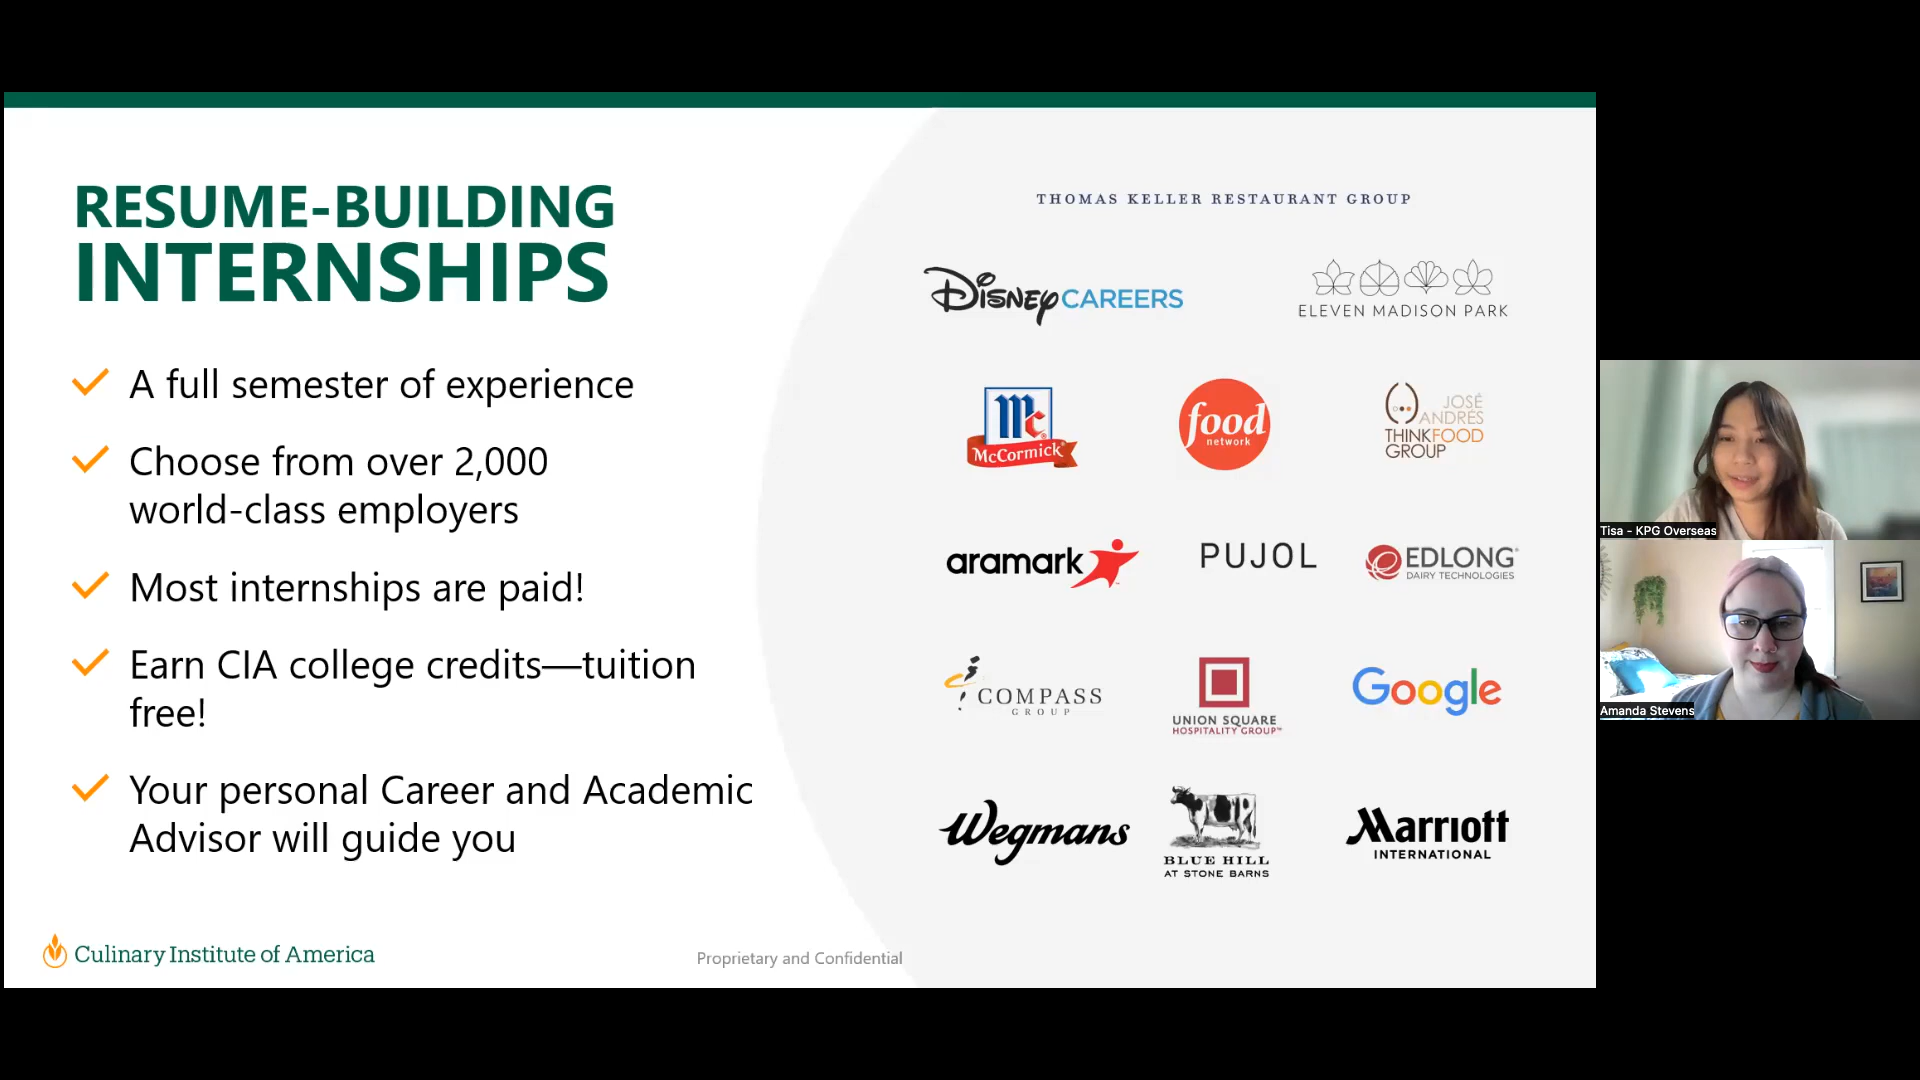 RESUME-BUILDING
INTERNSHIPS
A full semester of experience
Choose from over 2,000
world-class employers
Most internships are paid!
Earn CIA college credits—tuition
free!
Your personal Career and Academic
Advisor will guide you
Culinary Institute of America
Proprietary and Confidential
THOMAS KELLER RESTAURANT GROUP
Disney CAREERS
ELEVEN MADISON PARK
Mc
McCormick®
food
network
JOSÉ
ANDRÉS
THINKFOOD
GROUP
aramark
PUJOL
EDLONG®
DAIRY TECHNOLOGIES
COMPASS
GROUP
UNION SQUARE
HOSPITALITY GROUP™
Google
Wegmans
BLUE HILL
AT STONE BARNS
Marriott
INTERNATIONAL
Tisa - KPG Overseas
Amanda Stevens